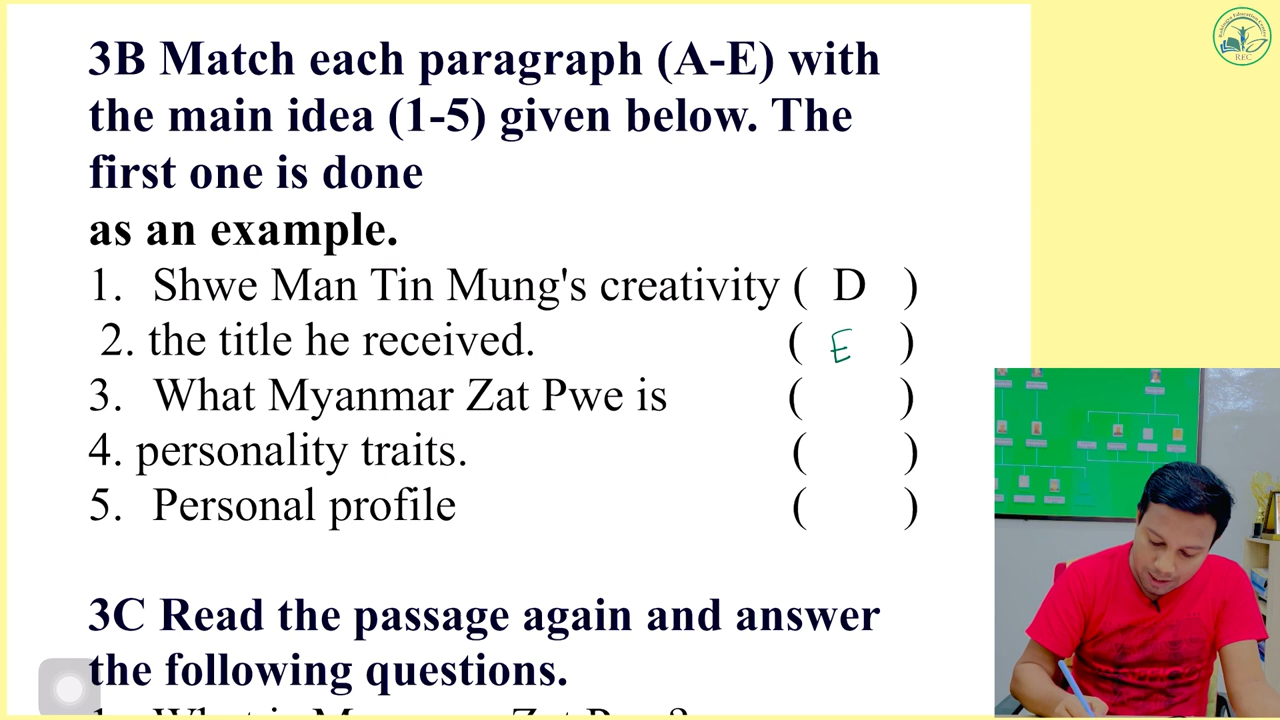 3B Match each paragraph (A-E) with
the main idea (1-5) given below. The
first one is done
as an example.
1. Shwe Man Tin Mung's creativity ( D )
2. the title he received. ( E )
3. What Myanmar Zat Pwe is ( )
4. personality traits. ( )
5. Personal profile ( )
3C Read the passage again and answer
the following questions.
REC